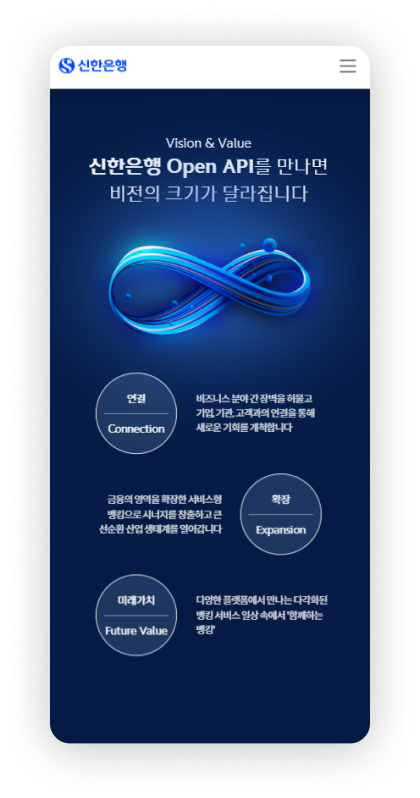 신한은행
Vision & Value
신한은행 Open API를 만나면
비전의 크기가 달라집니다
연결
Connection
비즈니스 분야 간 장벽을 허물고
기업, 기관, 고객과의 연결을 통해
새로운 기회를 개척합니다
금융의 영역을 확장한 서비스형
뱅킹으로 시너지를 창출하고 큰
선순환 산업 생태계를 열어갑니다
확장
Expansion
미래가치
Future Value
다양한 플랫폼에서 만나는 다각화된
뱅킹 서비스 일상 속에서 '함께하는
뱅킹'